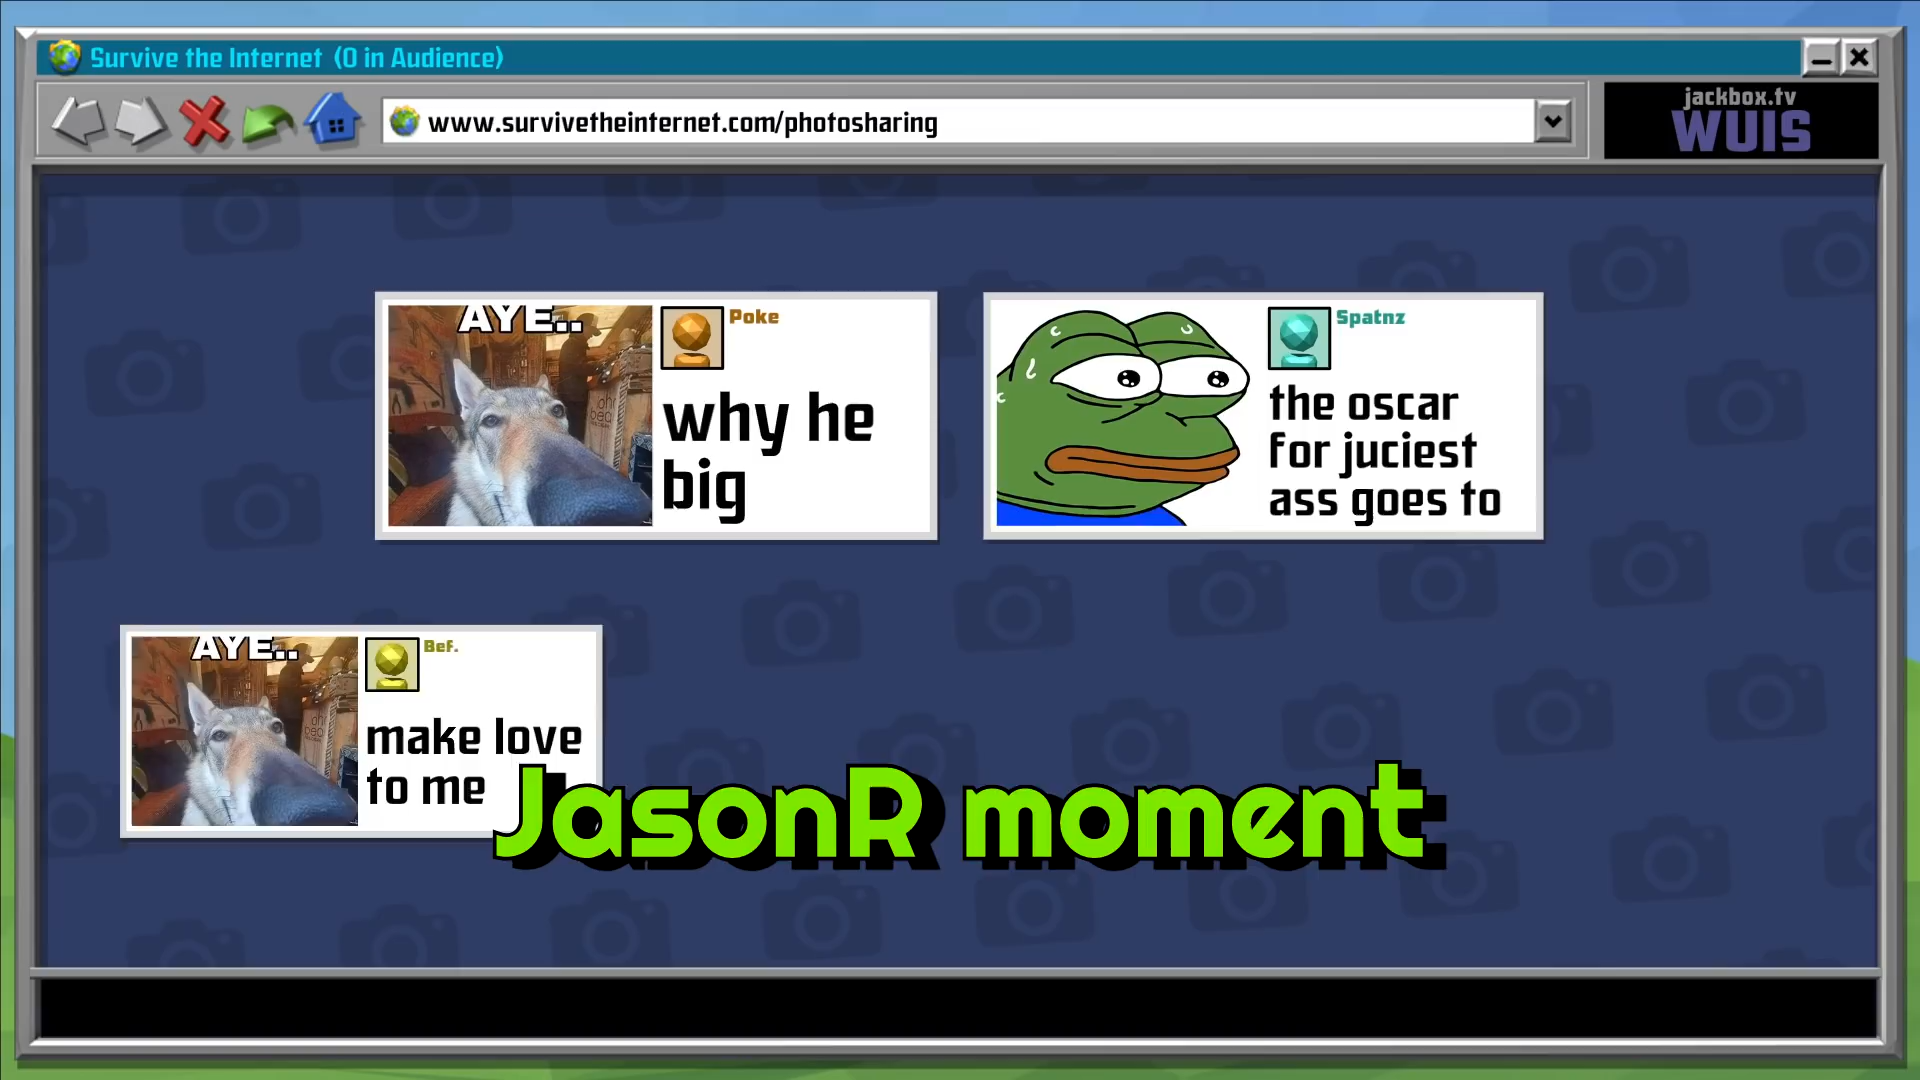 Survive the Internet (0 in Audience)
www.survivetheinternet.com/photosharing
jackbox.tv
WUIS
AYE..
Poke
why he
big
Spatnz
the oscar
for juciest
ass goes to
AYE..
Bef.
make love
to me
JasonR moment